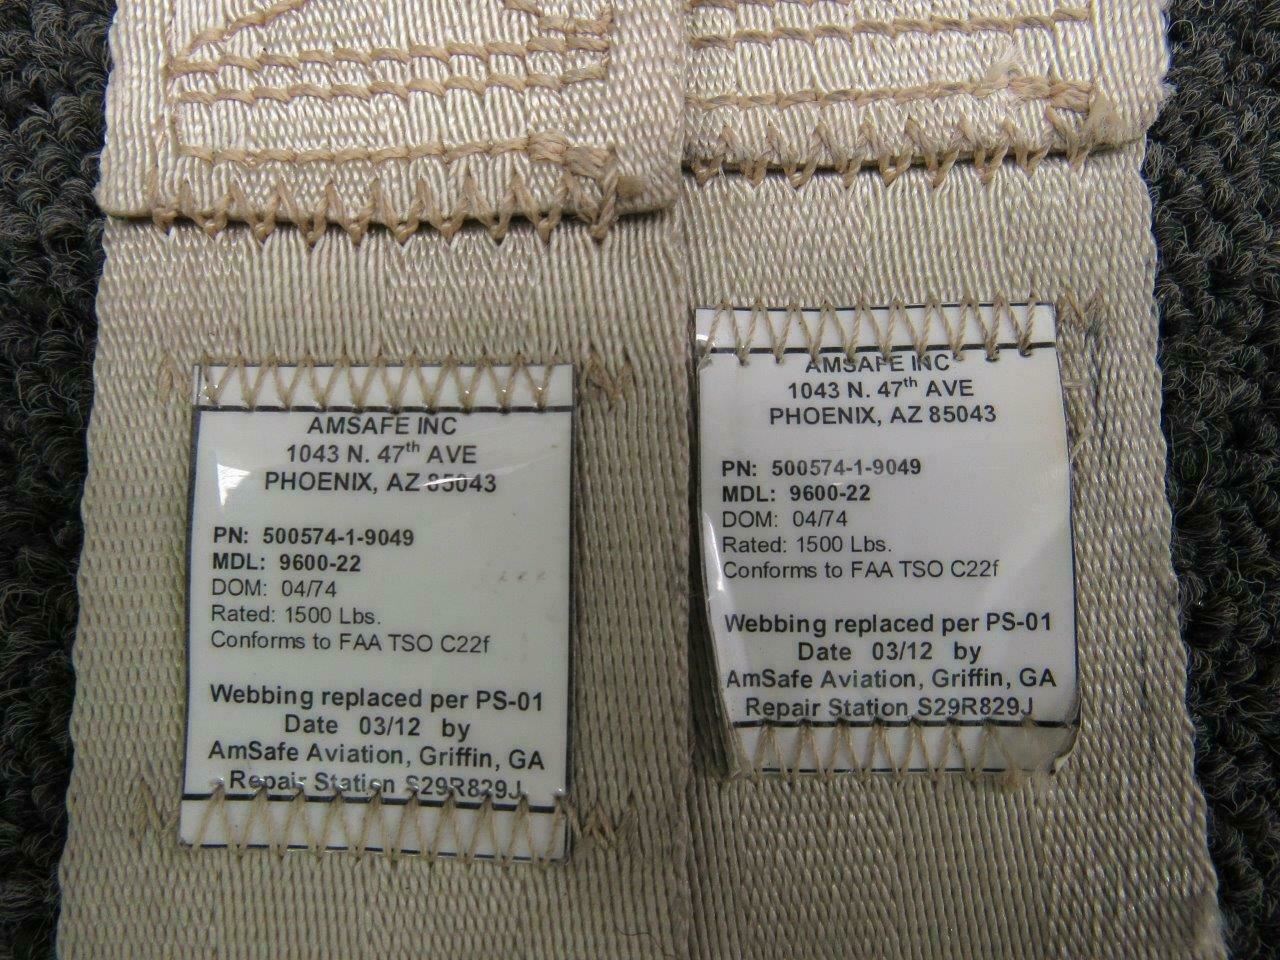 AMSAFE INC
1043 N. 47th AVE
PHOENIX, AZ 85043
PN: 500574-1-9049
MDL: 9600-22
DOM: 04/74
Rated: 1500 Lbs.
Conforms to FAA TSO C22f
Webbing replaced per PS-01
Date 03/12 by
AmSafe Aviation, Griffin, GA
Repair Station S29R829J
AMSAFE INC
1043 N. 47th AVE
PHOENIX, AZ 85043
PN: 500574-1-9049
MDL: 9600-22
DOM: 04/74
Rated: 1500 Lbs.
Conforms to FAA TSO C22f
Webbing replaced per PS-01
Date 03/12 by
AmSafe Aviation, Griffin, GA
Repair Station S29R829J